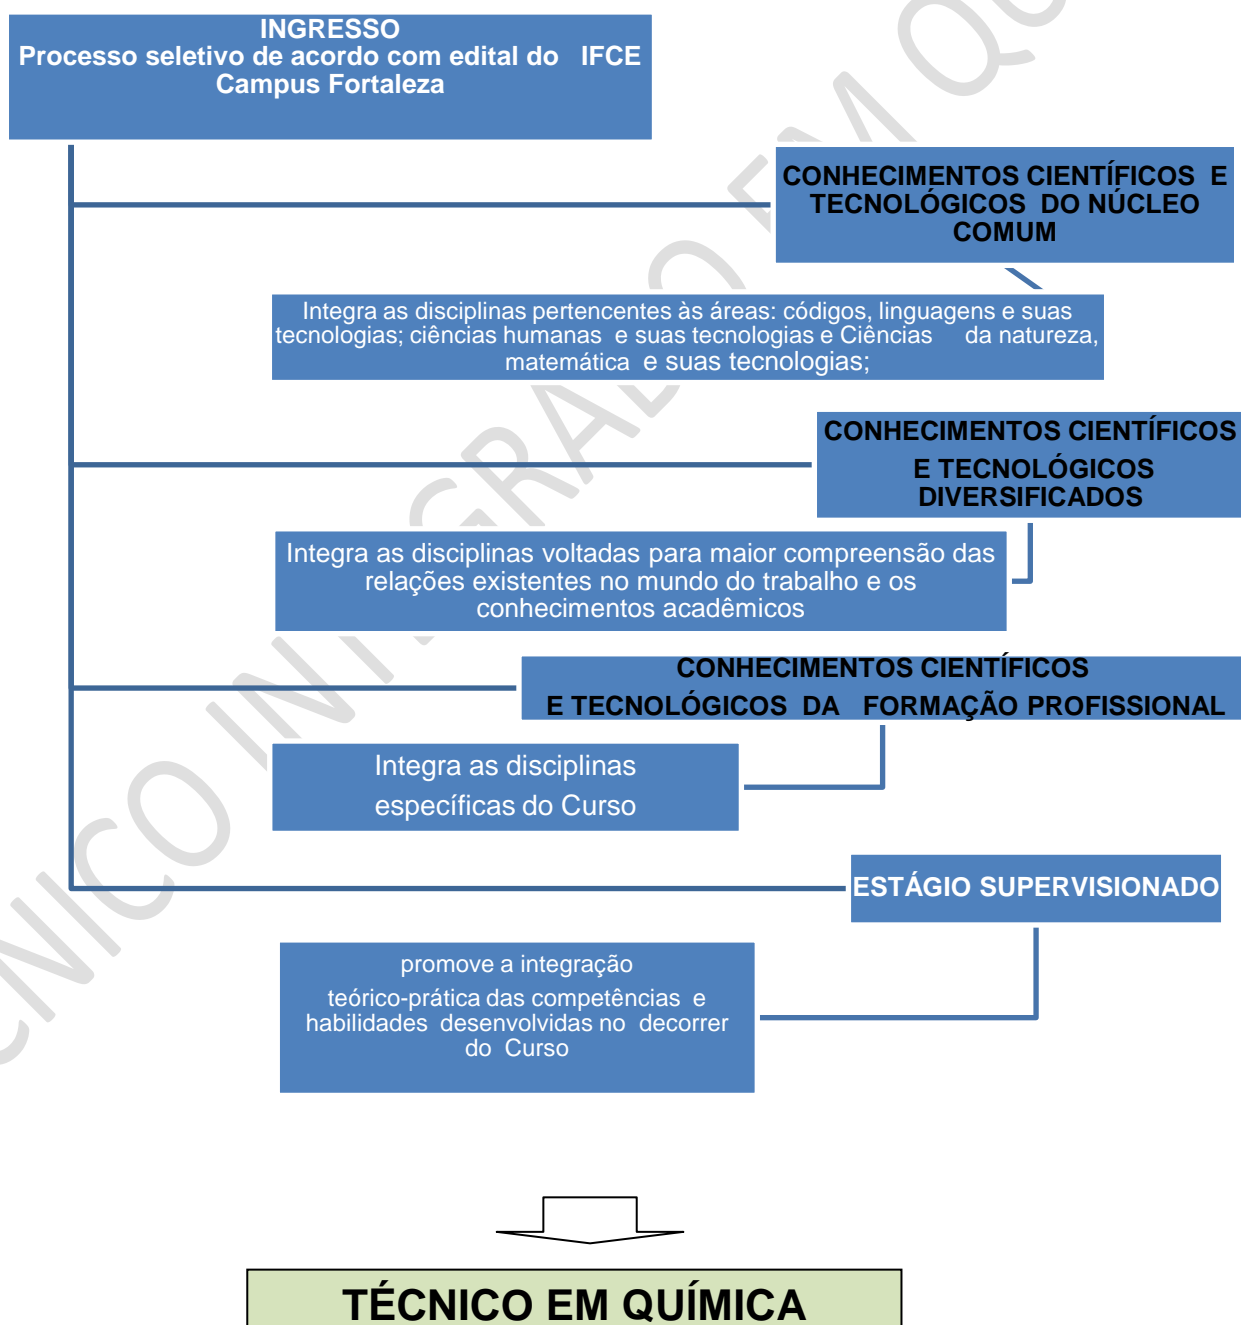 INGRESSO
Processo seletivo de acordo com edital do IFCE
Campus Fortaleza
CONHECIMENTOS CIENTÍFICOS E
TECNOLÓGICOS DO NÚCLEO
COMUM
Integra as disciplinas pertencentes às áreas: códigos, linguagens e suas
tecnologias; ciências humanas e suas tecnologias e Ciências da natureza,
matemática e suas tecnologias;
CONHECIMENTOS CIENTÍFICOS
E TECNOLÓGICOS
DIVERSIFICADOS
Integra as disciplinas voltadas para maior compreensão das
relações existentes no mundo do trabalho e os
conhecimentos acadêmicos
CONHECIMENTOS CIENTÍFICOS
E TECNOLÓGICOS DA FORMAÇÃO PROFISSIONAL
Integra as disciplinas
específicas do Curso
ESTÁGIO SUPERVISIONADO
promove a integração
teórico-prática das competências e
habilidades desenvolvidas no decorrer
do Curso
TÉCNICO EM QUÍMICA